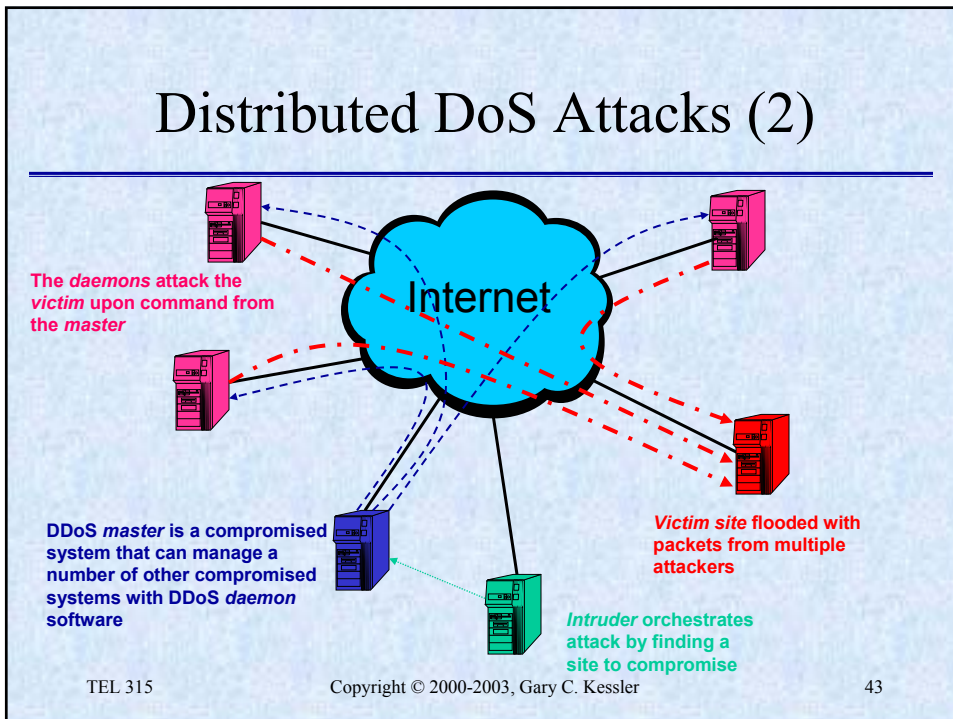 Distributed DoS Attacks (2)
Internet
The daemons attack the
victim upon command from
the master
DDoS master is a compromised
system that can manage a
number of other compromised
systems with DDoS daemon
software
Victim site flooded with
packets from multiple
attackers
Intruder orchestrates
attack by finding a
site to compromise
TEL 315
Copyright © 2000-2003, Gary C. Kessler
43